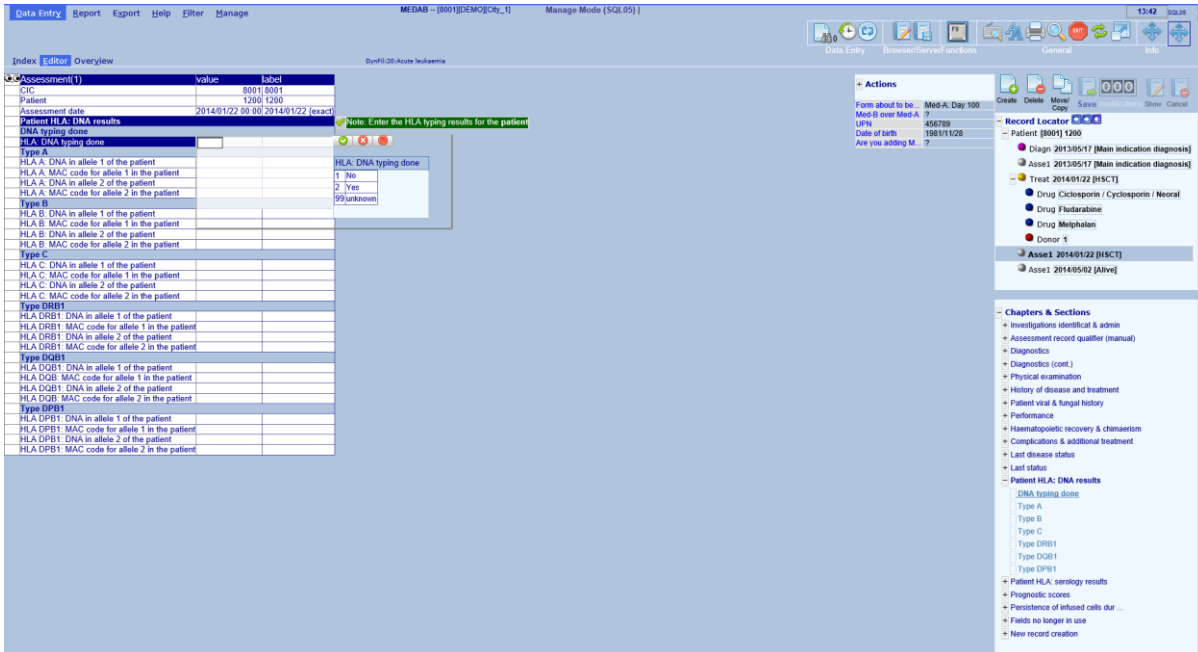 Data Entry Report Export Help Filter Manage
MEDAB -- [8001][DEMO][City_1] Manage Mode (SQL05) |
13:42 SQL05
Data Entry Browser/Server Functions General Info
F9
EXIT
Index Editor Overview
DynFil:20:Acute leukaemia
Assessment(1) value label
CIC 8001 8001
Patient 1200 1200
Assessment date 2014/01/22 00:00 2014/01/22 (exact)
Patient HLA: DNA results
DNA typing done
HLA: DNA typing done
Type A
HLA A: DNA in allele 1 of the patient
HLA A: MAC code for allele 1 in the patient
HLA A: DNA in allele 2 of the patient
HLA A: MAC code for allele 2 in the patient
Type B
HLA B: DNA in allele 1 of the patient
HLA B: MAC code for allele 1 in the patient
HLA B: DNA in allele 2 of the patient
HLA B: MAC code for allele 2 in the patient
Type C
HLA C: DNA in allele 1 of the patient
HLA C: MAC code for allele 1 in the patient
HLA C: DNA in allele 2 of the patient
HLA C: MAC code for allele 2 in the patient
Type DRB1
HLA DRB1: DNA in allele 1 of the patient
HLA DRB1: MAC code for allele 1 in the patient
HLA DRB1: DNA in allele 2 of the patient
HLA DRB1: MAC code for allele 2 in the patient
Type DQB1
HLA DQB1: DNA in allele 1 of the patient
HLA DQB: MAC code for allele 1 in the patient
HLA DQB1: DNA in allele 2 of the patient
HLA DQB: MAC code for allele 2 in the patient
Type DPB1
HLA DPB1: DNA in allele 1 of the patient
HLA DPB1: MAC code for allele 1 in the patient
HLA DPB1: DNA in allele 2 of the patient
HLA DPB1: MAC code for allele 2 in the patient
Note: Enter the HLA typing results for the patient
HLA: DNA typing done
1 No
2 Yes
99 unknown
+ Actions
Form about to be... Med-A: Day 100
Med-B over Med-A ?
UPN 456789
Date of birth 1981/11/28
Are you adding M... ?
000
Create Delete Move/ Copy Save Show Cancel
− Record Locator
− Patient [8001] 1200
Diagn 2013/05/17 [Main indication diagnosis]
Asse1 2013/05/17 [Main indication diagnosis]
− Treat 2014/01/22 [HSCT]
Drug Ciclosporin / Cyclosporin / Neoral
Drug Fludarabine
Drug Melphalan
Donor 1
Asse1 2014/01/22 [HSCT]
Asse1 2014/05/02 [Alive]
− Chapters & Sections
+ Investigations identificat & admin
+ Assessment record qualifier (manual)
+ Diagnostics
+ Diagnostics (cont.)
+ Physical examination
+ History of disease and treatment
+ Patient viral & fungal history
+ Performance
+ Haematopoietic recovery & chimaerism
+ Complications & additional treatment
+ Last disease status
+ Last status
− Patient HLA: DNA results
DNA typing done
Type A
Type B
Type C
Type DRB1
Type DQB1
Type DPB1
+ Patient HLA: serology results
+ Prognostic scores
+ Persistence of infused cells dur ...
+ Fields no longer in use
+ New record creation